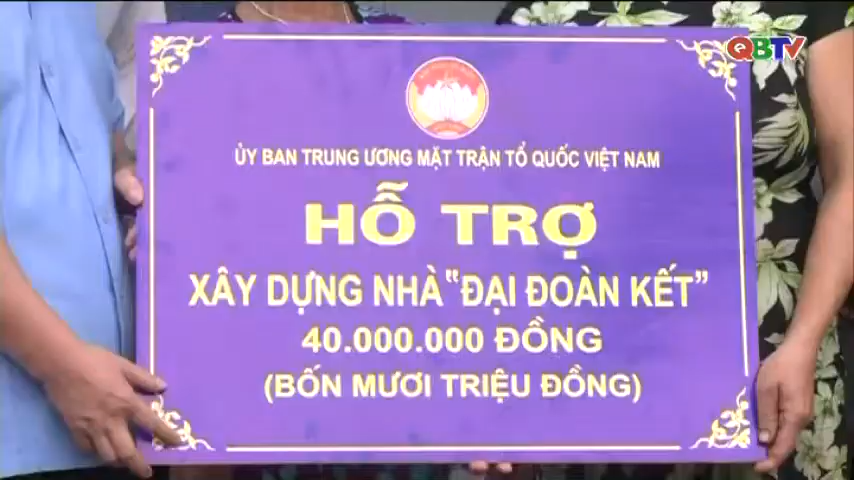 QBTV
ỦY BAN TRUNG ƯƠNG MẶT TRẬN TỔ QUỐC VIỆT NAM
HỖ TRỢ
XÂY DỰNG NHÀ "ĐẠI ĐOÀN KẾT"
40.000.000 ĐỒNG
(BỐN MƯƠI TRIỆU ĐỒNG)